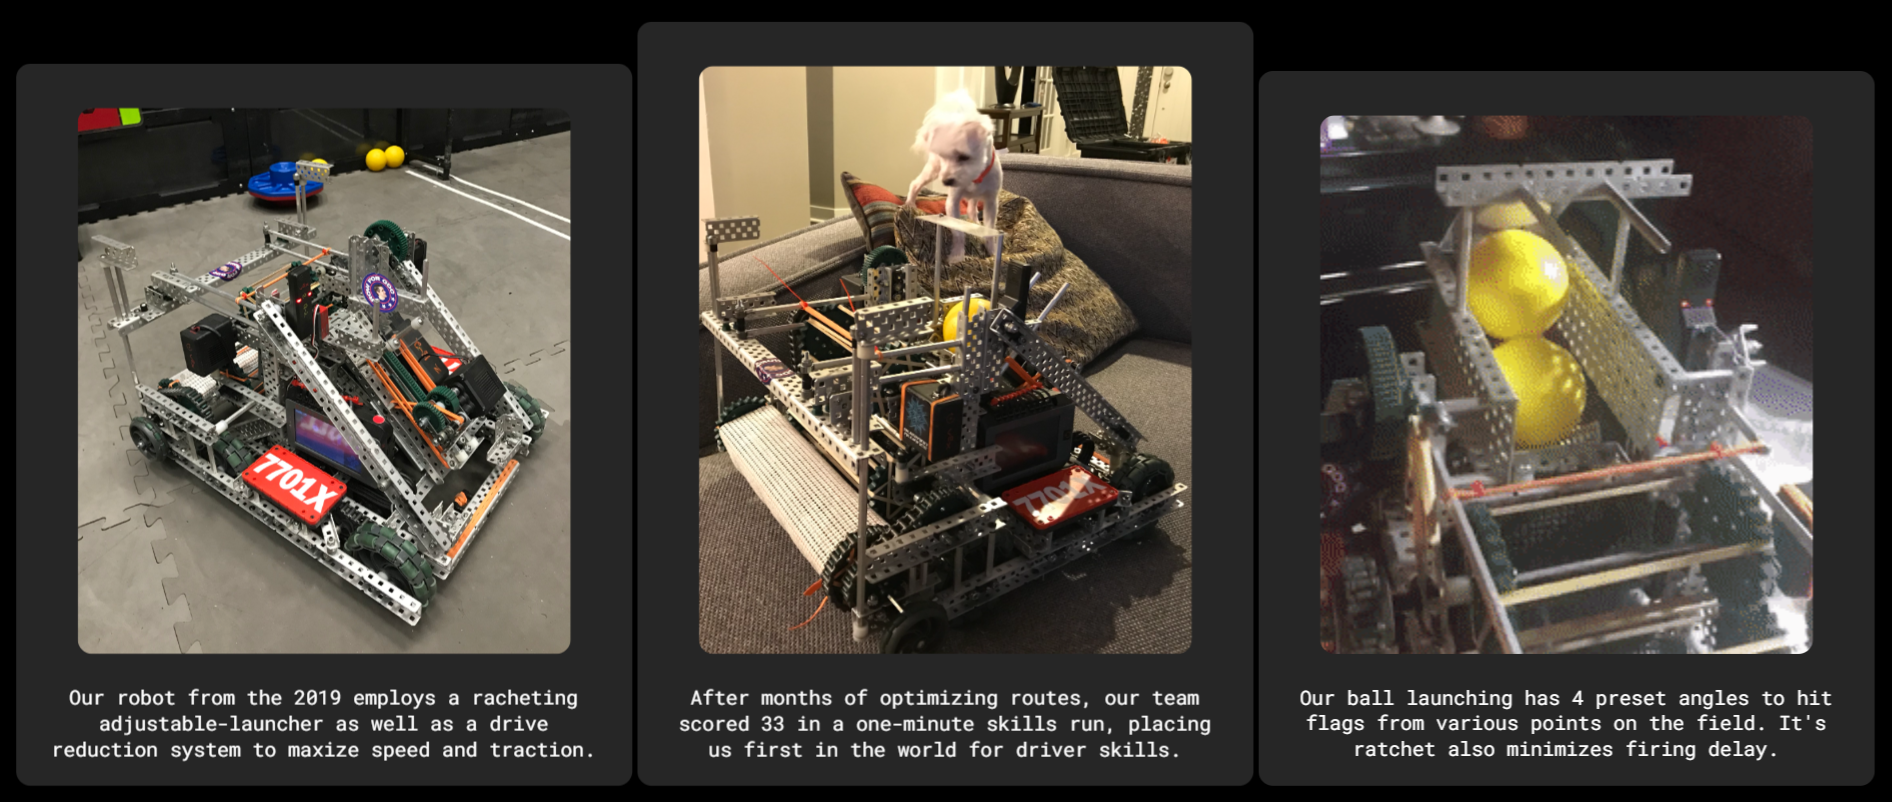 7701X
7701X
Our robot from the 2019 employs a racheting
adjustable-launcher as well as a drive
reduction system to maxize speed and traction.
After months of optimizing routes, our team
scored 33 in a one-minute skills run, placing
us first in the world for driver skills.
Our ball launching has 4 preset angles to hit
flags from various points on the field. It's
ratchet also minimizes firing delay.